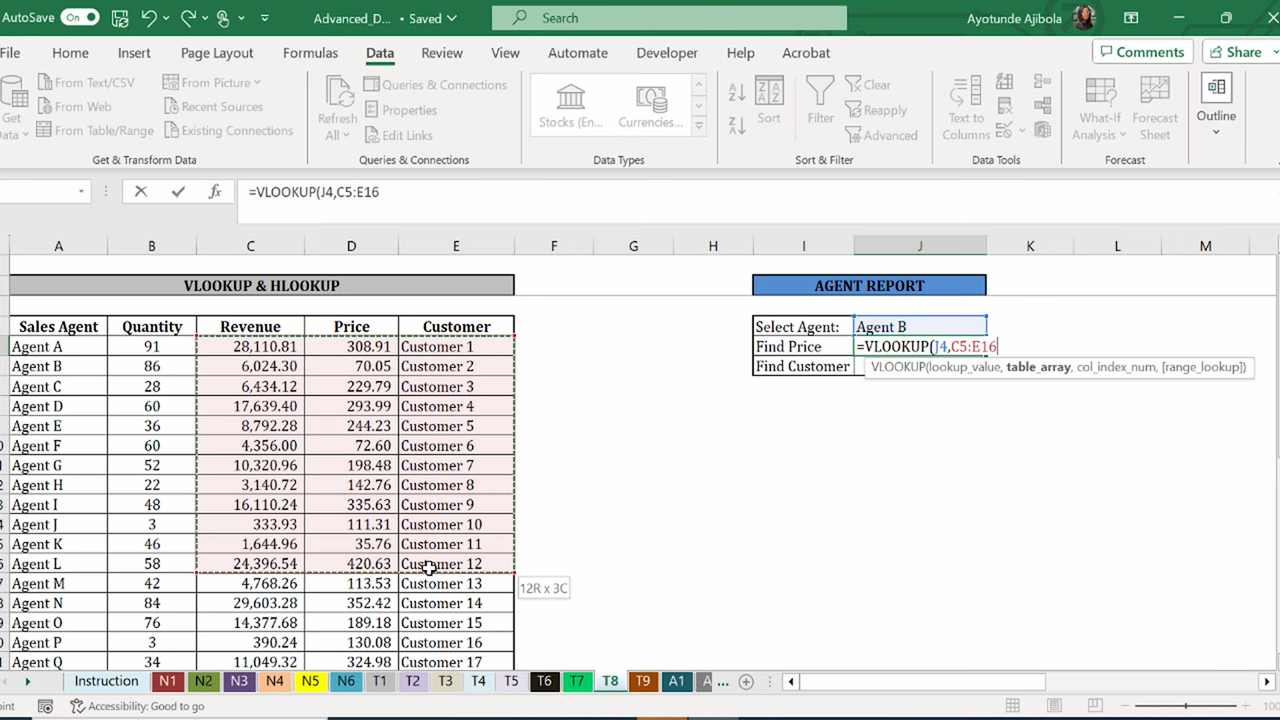 AutoSave On Advanced_D... • Saved Search Ayotunde Ajibola
File Home Insert Page Layout Formulas Data Review View Automate Developer Help Acrobat Comments Share
Get Data
From Text/CSV
From Web
From Table/Range
From Picture
Recent Sources
Existing Connections
Refresh All
Queries & Connections
Properties
Edit Links
Stocks (En... Currencies...
Sort
Filter
Clear
Reapply
Advanced
Text to Columns
What-If Analysis
Forecast Sheet
Outline
Get & Transform Data Queries & Connections Data Types Sort & Filter Data Tools Forecast
fx =VLOOKUP(J4,C5:E16
A B C D E F G H I J K L M
VLOOKUP & HLOOKUP AGENT REPORT
Sales Agent Quantity Revenue Price Customer Select Agent: Agent B
Agent A 91 28,110.81 308.91 Customer 1 Find Price =VLOOKUP(J4,C5:E16
Agent B 86 6,024.30 70.05 Customer 2 Find Customer VLOOKUP(lookup_value, table_array, col_index_num, [range_lookup])
Agent C 28 6,434.12 229.79 Customer 3
Agent D 60 17,639.40 293.99 Customer 4
Agent E 36 8,792.28 244.23 Customer 5
Agent F 60 4,356.00 72.60 Customer 6
Agent G 52 10,320.96 198.48 Customer 7
Agent H 22 3,140.72 142.76 Customer 8
Agent I 48 16,110.24 335.63 Customer 9
Agent J 3 333.93 111.31 Customer 10
Agent K 46 1,644.96 35.76 Customer 11
Agent L 58 24,396.54 420.63 Customer 12
Agent M 42 4,768.26 113.53 Customer 13 12R x 3C
Agent N 84 29,603.28 352.42 Customer 14
Agent O 76 14,377.68 189.18 Customer 15
Agent P 3 390.24 130.08 Customer 16
Agent Q 34 11,049.32 324.98 Customer 17
Instruction N1 N2 N3 N4 N5 N6 T1 T2 T3 T4 T5 T6 T7 T8 T9 A1 A ...
Accessibility: Good to go